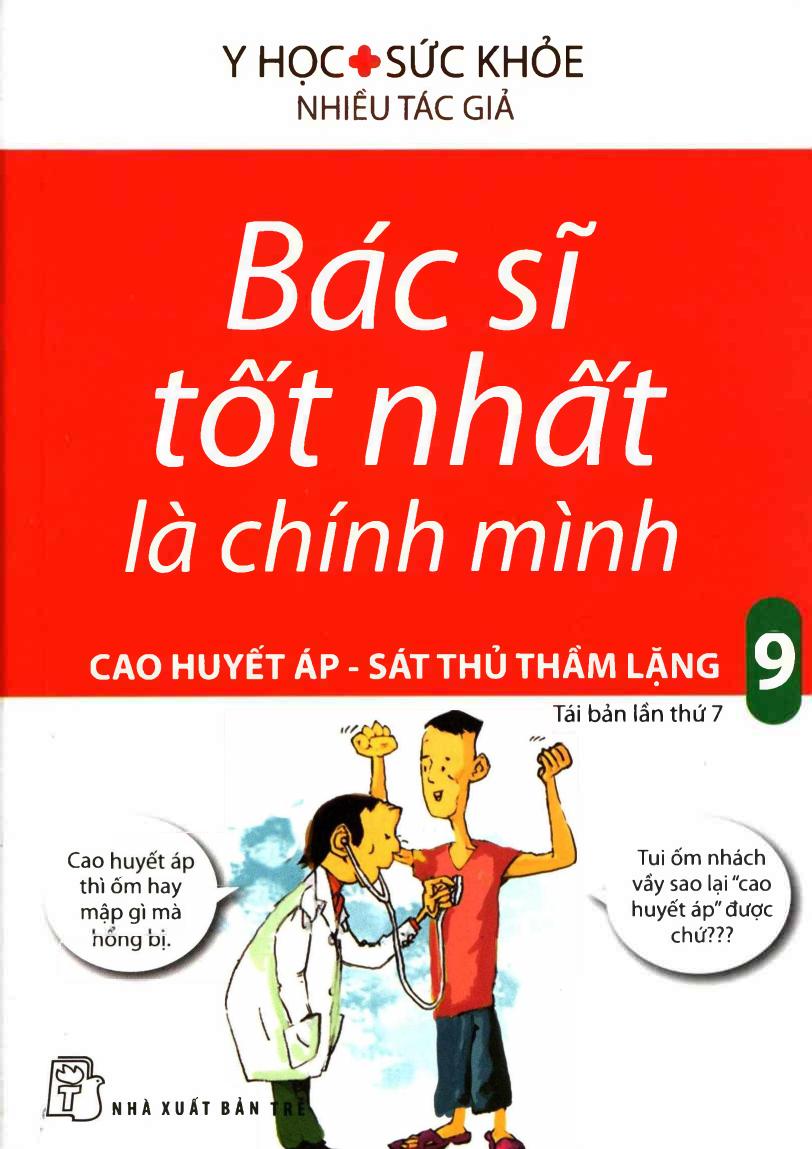 Y HỌC SỨC KHỎE
NHIỀU TÁC GIẢ
Bác sĩ
tốt nhất
là chính mình
CAO HUYẾT ÁP - SÁT THỦ THẦM LẶNG
9
Tái bản lần thứ 7
Cao huyết áp
thì ốm hay
mập gì mà
hổng bị.
Tui ốm nhách
vầy sao lại “cao
huyết áp” được
chứ???
NHÀ XUẤT BẢN TRẺ